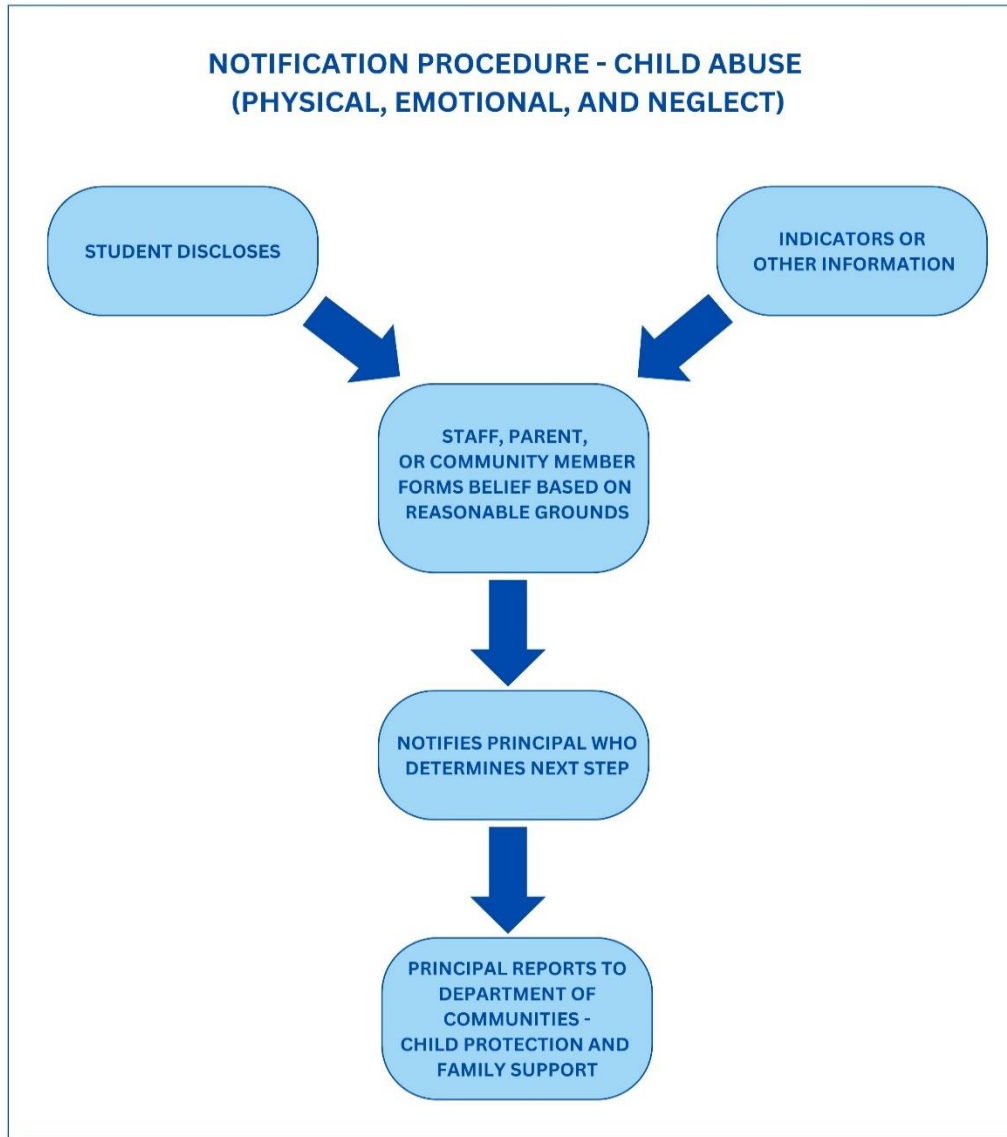 NOTIFICATION PROCEDURE - CHILD ABUSE
(PHYSICAL, EMOTIONAL, AND NEGLECT)
STUDENT DISCLOSES
INDICATORS OR
OTHER INFORMATION
STAFF, PARENT,
OR COMMUNITY MEMBER
FORMS BELIEF BASED ON
REASONABLE GROUNDS
NOTIFIES PRINCIPAL WHO
DETERMINES NEXT STEP
PRINCIPAL REPORTS TO
DEPARTMENT OF
COMMUNITIES -
CHILD PROTECTION AND
FAMILY SUPPORT